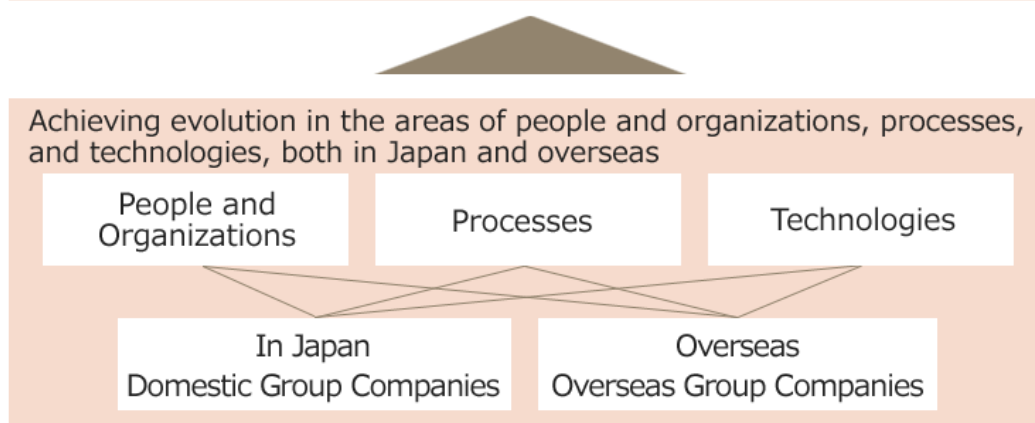 Achieving evolution in the areas of people and organizations, processes,
and technologies, both in Japan and overseas
People and
Organizations
Processes
Technologies
In Japan
Domestic Group Companies
Overseas
Overseas Group Companies